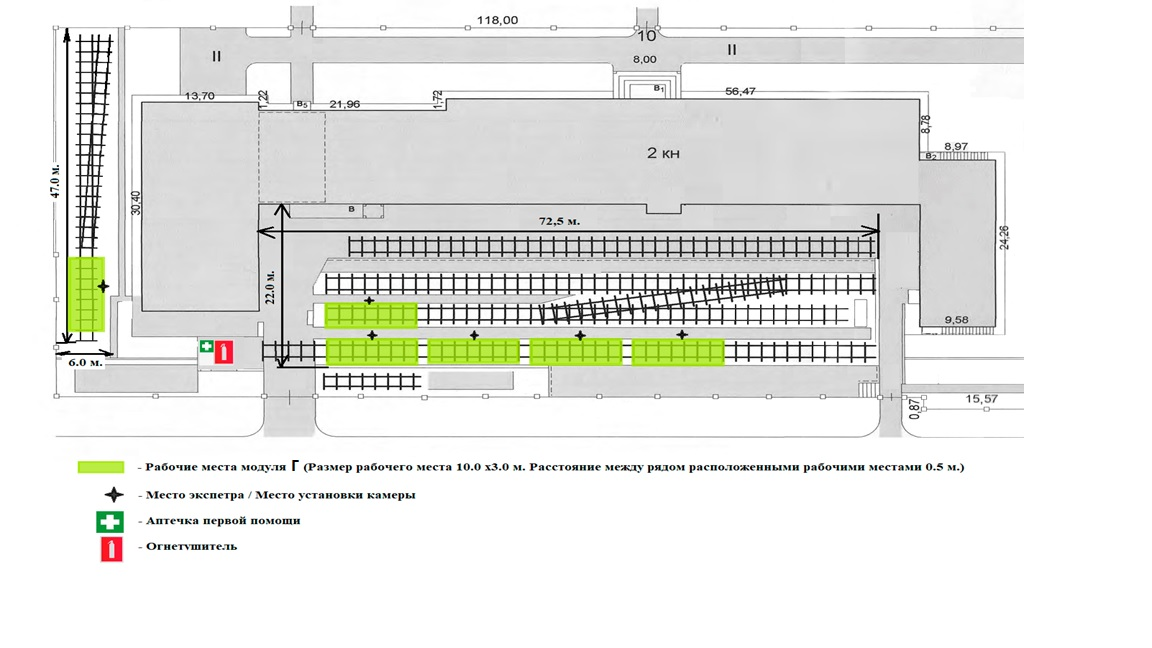 118,00
II
10
II
8,00
В₁
13,70
1,22
В₅
21,96
1,72
56,47
8,78
47.0 м.
30,40
2 кн
В₂
8,97
В
72,5 м.
24,26
22.0 м.
9,58
6.0 м.
0,87
15,57
- Рабочие места модуля Г (Размер рабочего места 10.0 х3.0 м. Расстояние между рядом расположенными рабочими местами 0.5 м.)
- Место экспетра / Место установки камеры
- Аптечка первой помощи
- Огнетушитель